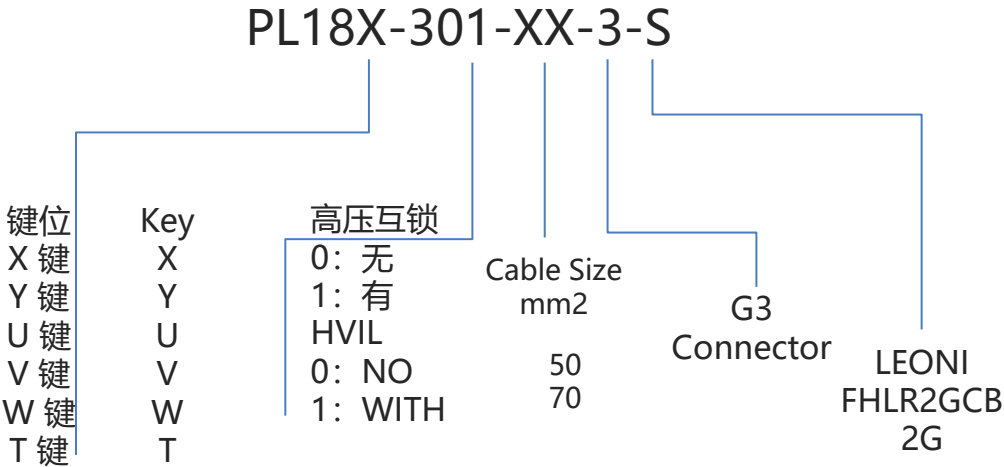 PL18X-301-XX-3-S
键位 Key
X 键 X
Y 键 Y
U 键 U
V 键 V
W 键 W
T 键 T
高压互锁
0：无
1：有
HVIL
0：NO
1：WITH
Cable Size
mm2
50
70
G3
Connector
LEONI
FHLR2GCB
2G